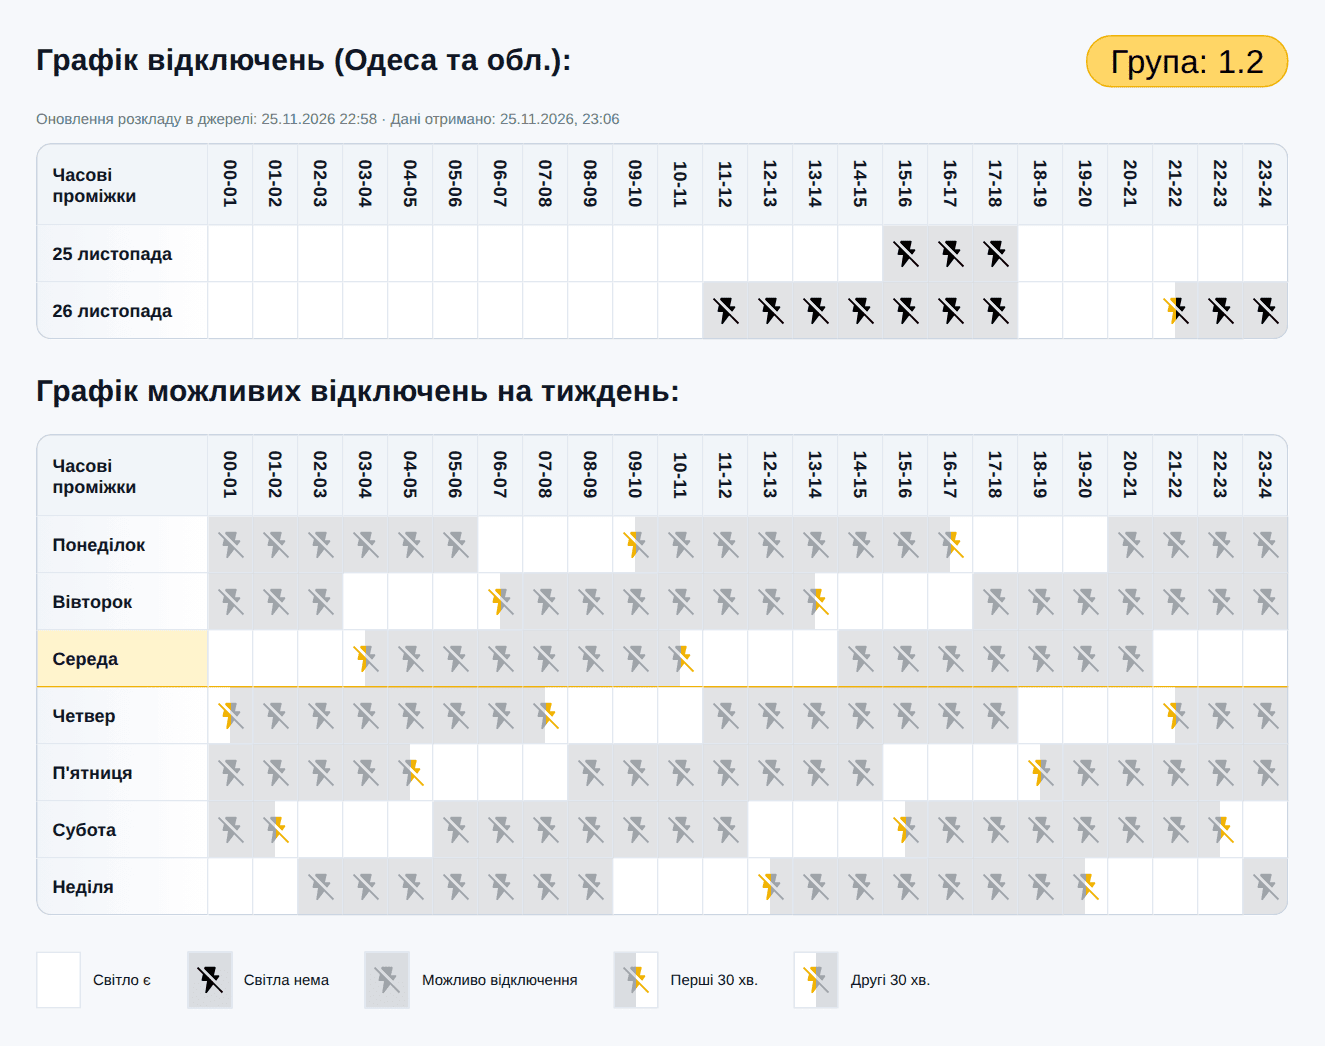 Графік відключень (Одеса та обл.):
Група: 1.2
Оновлення розкладу в джерелі: 25.11.2026 22:58 · Дані отримано: 25.11.2026, 23:06
Часові проміжки 00-01 01-02 02-03 03-04 04-05 05-06 06-07 07-08 08-09 09-10 10-11 11-12 12-13 13-14 14-15 15-16 16-17 17-18 18-19 19-20 20-21 21-22 22-23 23-24
25 листопада
26 листопада
Графік можливих відключень на тиждень:
Часові проміжки 00-01 01-02 02-03 03-04 04-05 05-06 06-07 07-08 08-09 09-10 10-11 11-12 12-13 13-14 14-15 15-16 16-17 17-18 18-19 19-20 20-21 21-22 22-23 23-24
Понеділок
Вівторок
Середа
Четвер
П'ятниця
Субота
Неділя
Світло є Світла нема Можливо відключення Перші 30 хв. Другі 30 хв.